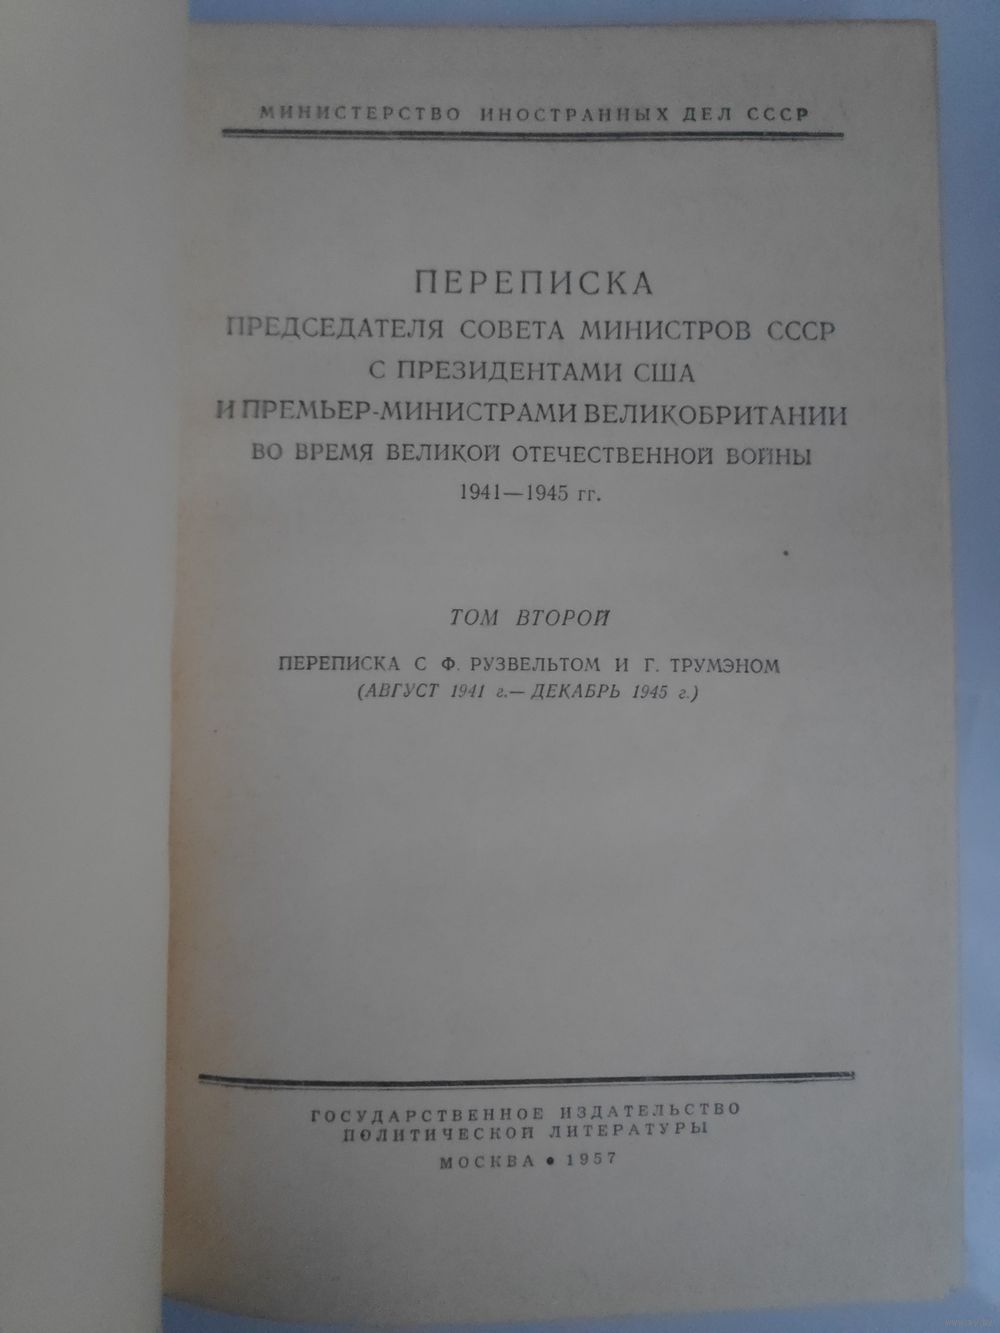 МИНИСТЕРСТВО ИНОСТРАННЫХ ДЕЛ СССР
ПЕРЕПИСКА
ПРЕДСЕДАТЕЛЯ СОВЕТА МИНИСТРОВ СССР
С ПРЕЗИДЕНТАМИ США
И ПРЕМЬЕР-МИНИСТРАМИ ВЕЛИКОБРИТАНИИ
ВО ВРЕМЯ ВЕЛИКОЙ ОТЕЧЕСТВЕННОЙ ВОЙНЫ
1941—1945 гг.
ТОМ ВТОРОЙ
ПЕРЕПИСКА С Ф. РУЗВЕЛЬТОМ И Г. ТРУМЭНОМ
(АВГУСТ 1941 г.— ДЕКАБРЬ 1945 г.)
ГОСУДАРСТВЕННОЕ ИЗДАТЕЛЬСТВО
ПОЛИТИЧЕСКОЙ ЛИТЕРАТУРЫ
МОСКВА • 1957